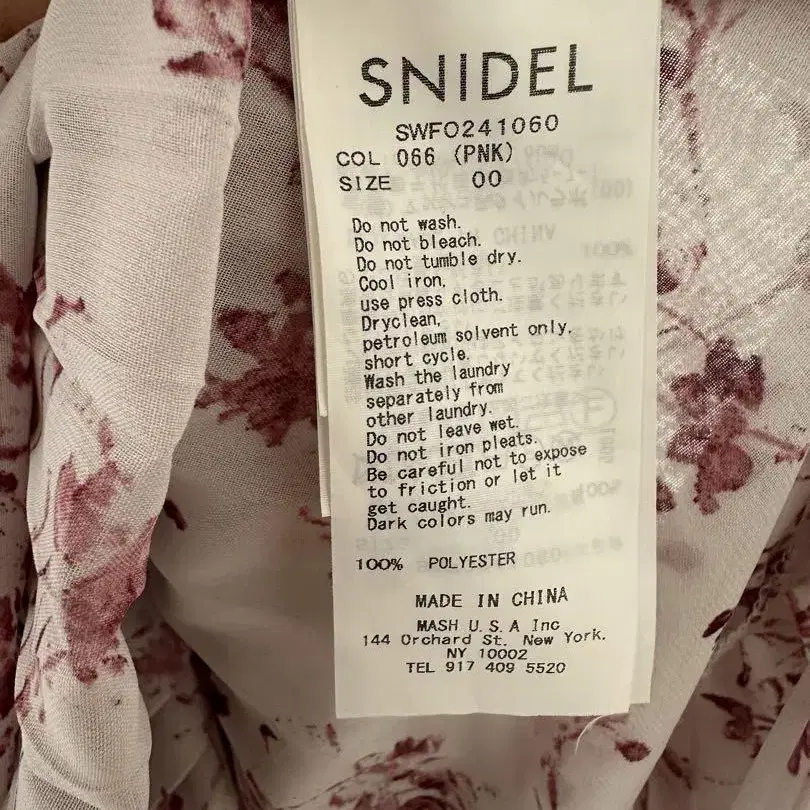 SNIDEL
SWFO241060
COL 066 (PNK)
SIZE 00
Do not wash.
Do not bleach.
Do not tumble dry.
Cool iron,
use press cloth.
Dryclean,
petroleum solvent only.
short cycle.
Wash the laundry
separately from
other laundry.
Do not leave wet.
Do not iron pleats.
Be careful not to expose
to friction or let it
get caught.
Dark colors may run.
100% POLYESTER
MADE IN CHINA
MASH U.S.A Inc
144 Orchard St. New York.
NY 10002
TEL 917 409 5520